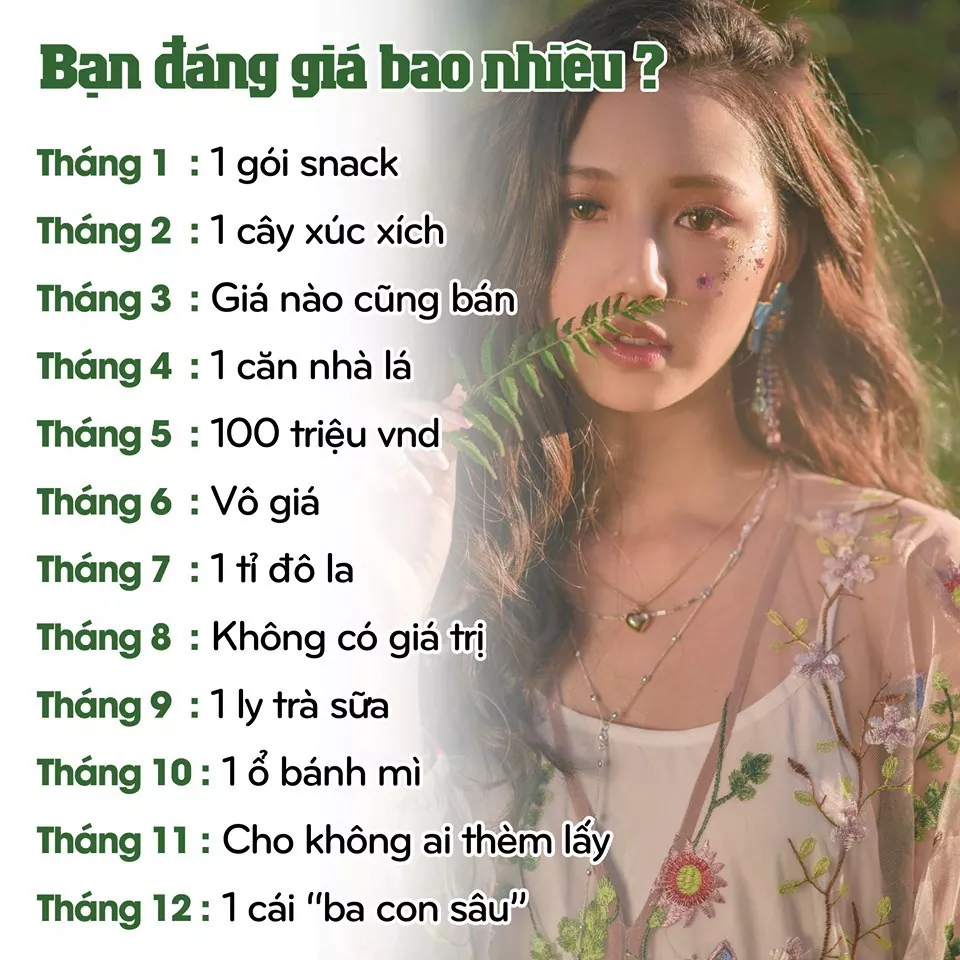 Bạn đáng giá bao nhiêu ?
Tháng 1 : 1 gói snack
Tháng 2 : 1 cây xúc xích
Tháng 3 : Giá nào cũng bán
Tháng 4 : 1 căn nhà lá
Tháng 5 : 100 triệu vnd
Tháng 6 : Vô giá
Tháng 7 : 1 tỉ đô la
Tháng 8 : Không có giá trị
Tháng 9 : 1 ly trà sữa
Tháng 10 : 1 ổ bánh mì
Tháng 11 : Cho không ai thèm lấy
Tháng 12 : 1 cái “ba con sâu”